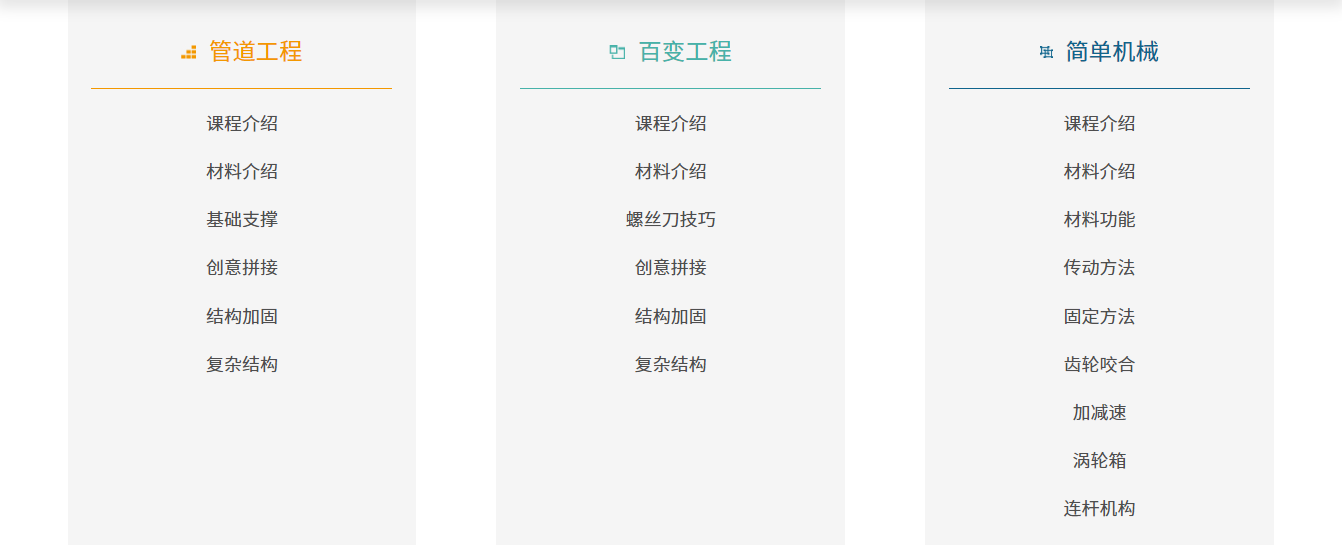 管道工程
课程介绍
材料介绍
基础支撑
创意拼接
结构加固
复杂结构
百变工程
课程介绍
材料介绍
螺丝刀技巧
创意拼接
结构加固
复杂结构
简单机械
课程介绍
材料介绍
材料功能
传动方法
固定方法
齿轮咬合
加减速
涡轮箱
连杆机构